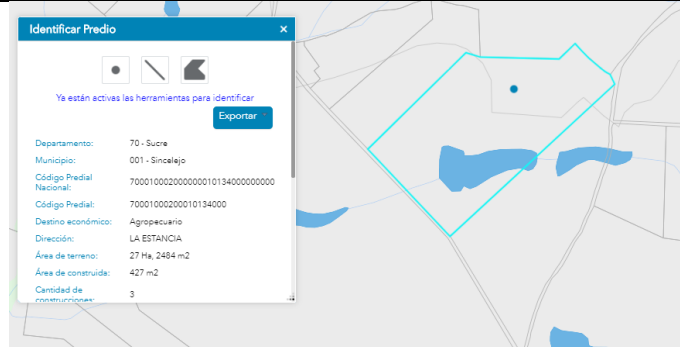 Identificar Predio ×
Ya están activas las herramientas para identificar
Exportar
Departamento: 70 - Sucre
Municipio: 001 - Sincelejo
Código Predial Nacional: 700010002000000010134000000000
Código Predial: 70001000200010134000
Destino económico: Agropecuario
Dirección: LA ESTANCIA
Área de terreno: 27 Ha, 2484 m2
Área de construida: 427 m2
Cantidad de construcciones: 3